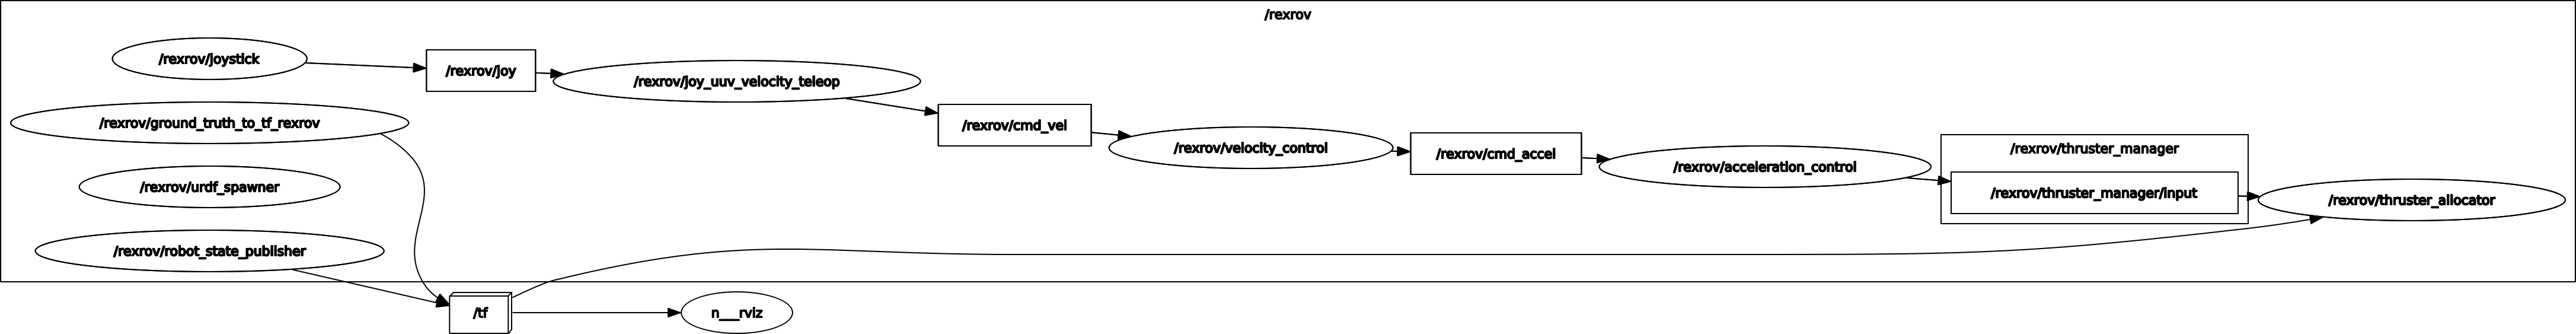 /rexrov
/rexrov/joystick
/rexrov/joy
/rexrov/joy_uuv_velocity_teleop
/rexrov/ground_truth_to_tf_rexrov
/rexrov/cmd_vel
/rexrov/velocity_control
/rexrov/cmd_accel
/rexrov/acceleration_control
/rexrov/thruster_manager
/rexrov/thruster_manager/input
/rexrov/thruster_allocator
/rexrov/urdf_spawner
/rexrov/robot_state_publisher
/tf
n___rviz